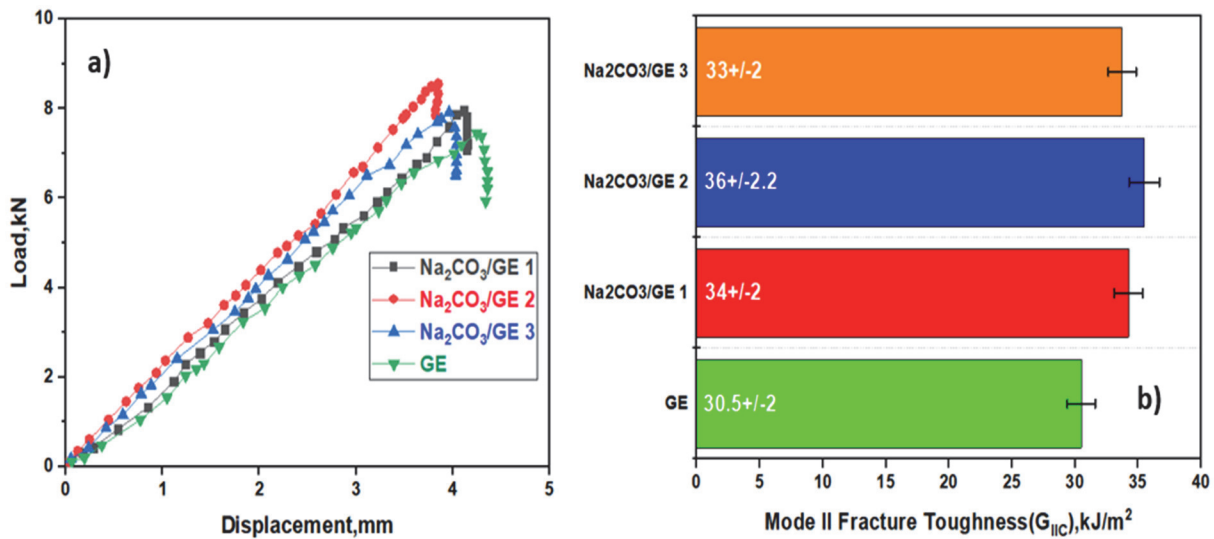 a)
10
8
6
4
2
0
Load,kN
0 1 2 3 4 5
Displacement,mm
Na₂CO₃/GE 1
Na₂CO₃/GE 2
Na₂CO₃/GE 3
GE
Na2CO3/GE 3
33+/-2
Na2CO3/GE 2
36+/-2.2
Na2CO3/GE 1
34+/-2
GE
30.5+/-2
b)
0 5 10 15 20 25 30 35 40
Mode II Fracture Toughness(G_IIC),kJ/m²